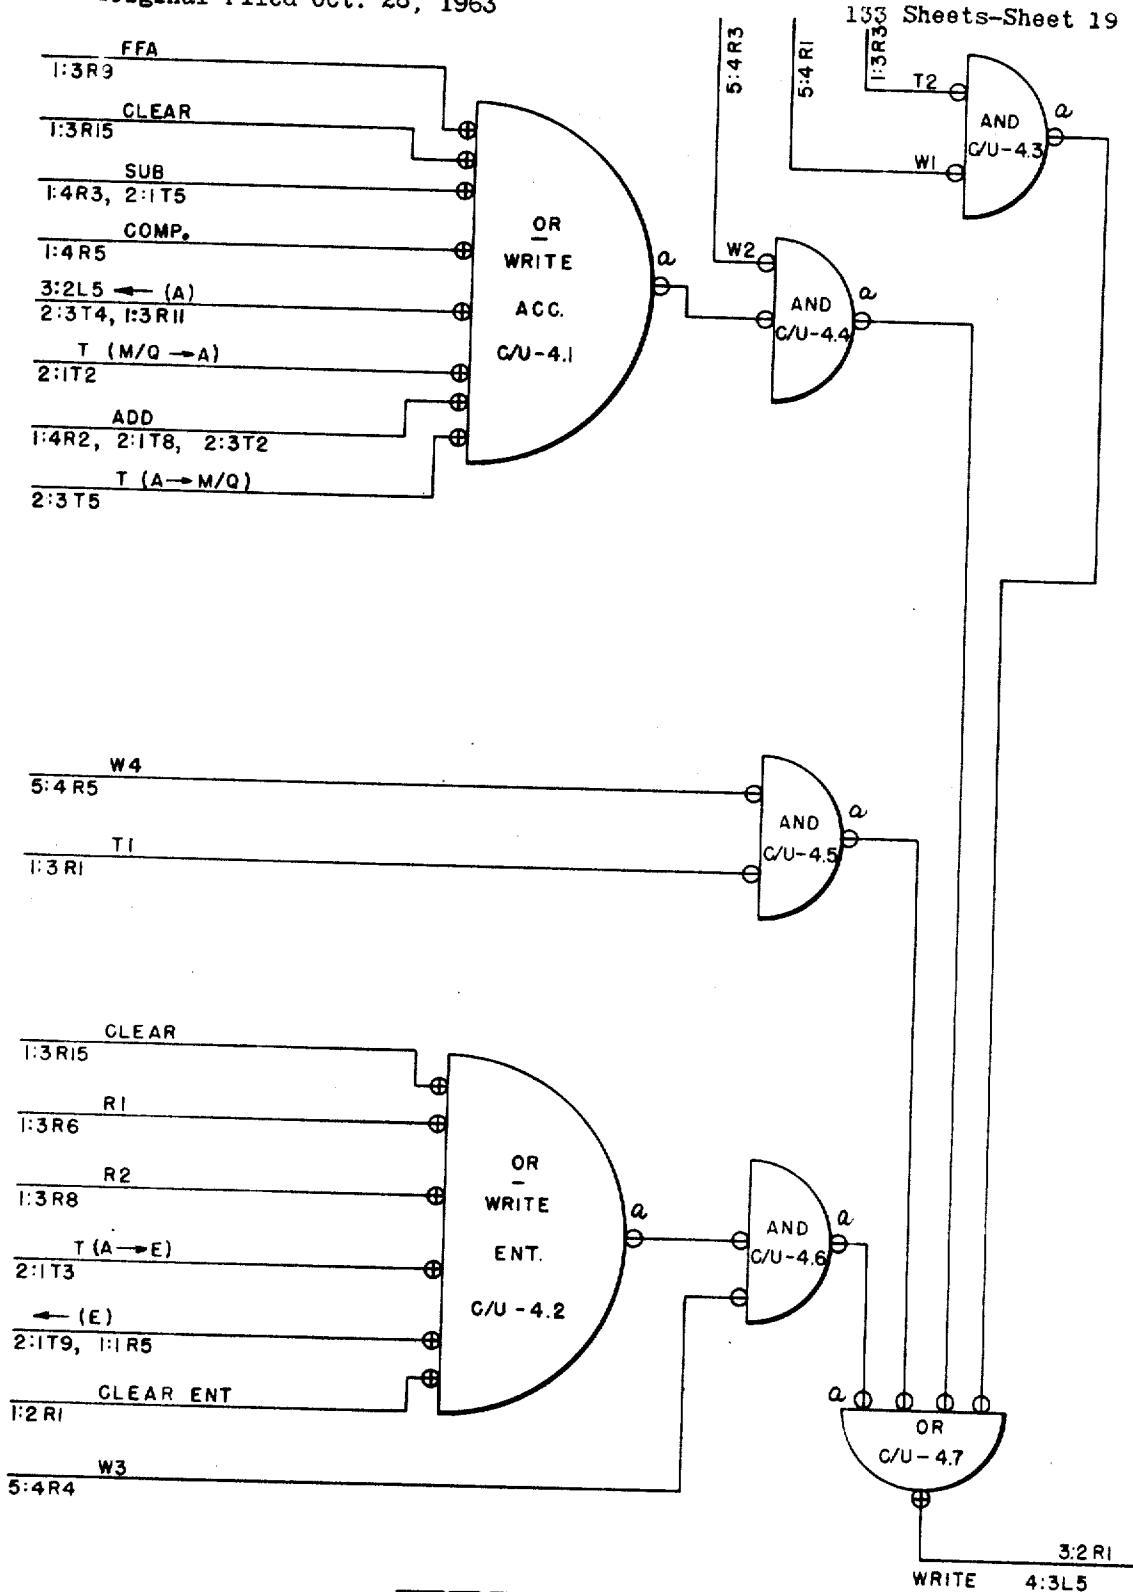 Original Filed Oct. 28, 1963
133 Sheets-Sheet 19
FFA
1:3R9
CLEAR
1:3R15
SUB
1:4R3, 2:1T5
COMP.
1:4R5
3:2L5 ← (A)
2:3T4, 1:3R11
T (M/Q → A)
2:1T2
ADD
1:4R2, 2:1T8, 2:3T2
T (A → M/Q)
2:3T5
OR
WRITE
ACC.
C/U-4.1
a
5:4R3
5:4R1
1:3R3
T2
W1
AND
C/U-4.3
a
W2
AND
C/U-4.4
a
W4
5:4R5
T1
1:3R1
AND
C/U-4.5
a
CLEAR
1:3R15
R1
1:3R6
R2
1:3R8
T (A → E)
2:1T3
← (E)
2:1T9, 1:1R5
CLEAR ENT
1:2R1
W3
5:4R4
OR
WRITE
ENT.
C/U-4.2
a
AND
C/U-4.6
a
a
OR
C/U-4.7
3:2R1
WRITE 4:3L5